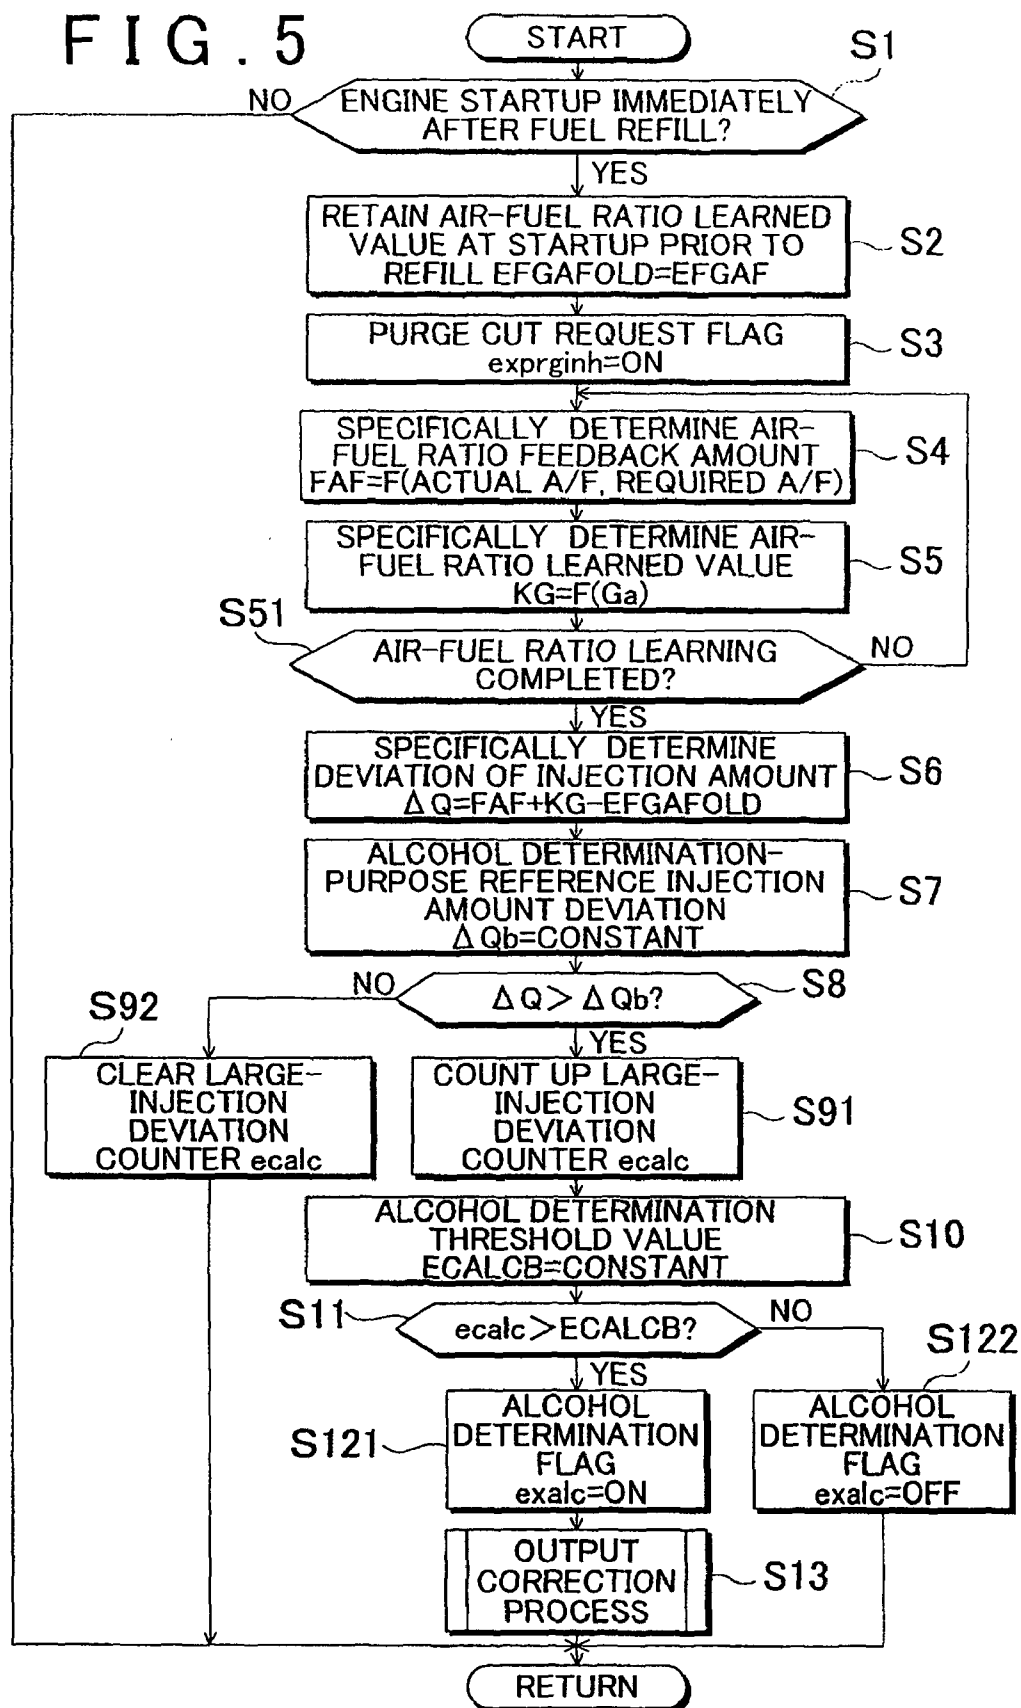 FIG. 5
START
S1
NO
ENGINE STARTUP IMMEDIATELY
AFTER FUEL REFILL?
YES
RETAIN AIR-FUEL RATIO LEARNED
VALUE AT STARTUP PRIOR TO
REFILL EFGAFOLD=EFGAF
S2
PURGE CUT REQUEST FLAG
exprginh=ON
S3
SPECIFICALLY DETERMINE AIR-
FUEL RATIO FEEDBACK AMOUNT
FAF=F(ACTUAL A/F, REQUIRED A/F)
S4
SPECIFICALLY DETERMINE AIR-
FUEL RATIO LEARNED VALUE
KG=F(Ga)
S5
S51
AIR-FUEL RATIO LEARNING
COMPLETED?
NO
YES
SPECIFICALLY DETERMINE
DEVIATION OF INJECTION AMOUNT
ΔQ=FAF+KG-EFGAFOLD
S6
ALCOHOL DETERMINATION-
PURPOSE REFERENCE INJECTION
AMOUNT DEVIATION
ΔQb=CONSTANT
S7
NO
ΔQ>ΔQb?
S8
YES
S92
CLEAR LARGE-
INJECTION
DEVIATION
COUNTER ecalc
COUNT UP LARGE-
INJECTION
DEVIATION
COUNTER ecalc
S91
ALCOHOL DETERMINATION
THRESHOLD VALUE
ECALCB=CONSTANT
S10
S11
ecalc>ECALCB?
NO
YES
S122
S121
ALCOHOL
DETERMINATION
FLAG
exalc=ON
ALCOHOL
DETERMINATION
FLAG
exalc=OFF
OUTPUT
CORRECTION
PROCESS
S13
RETURN